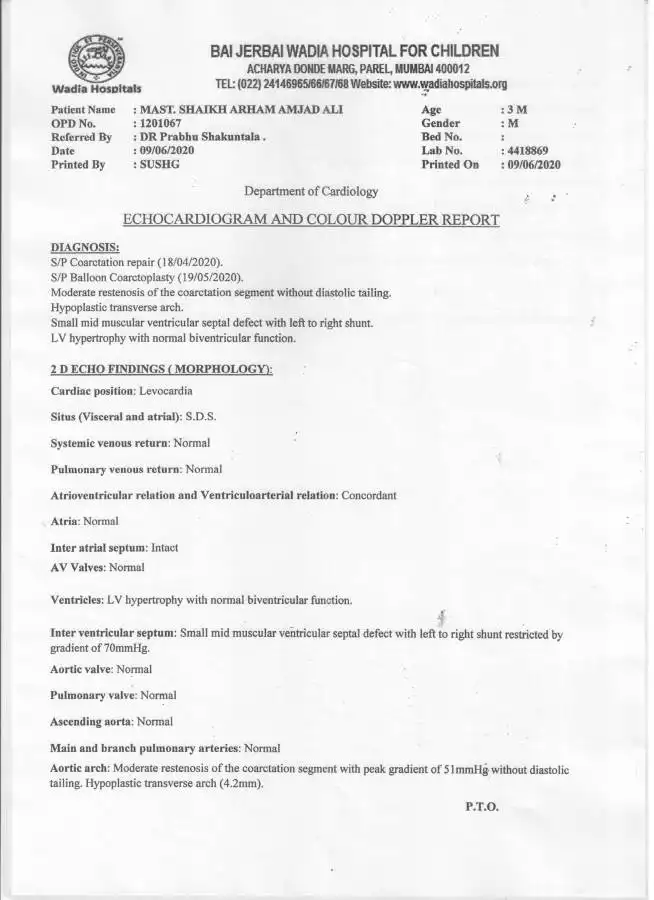 BAI JERBAI WADIA HOSPITAL FOR CHILDREN
ACHARYA DONDE MARG, PAREL, MUMBAI 400012
TEL: (022) 24146965/66/67/68 Website: www.wadiahospitals.org
Wadia Hospitals
Patient Name : MAST. SHAIKH ARHAM AMJAD ALI Age : 3 M
OPD No. : 1201067 Gender : M
Referred By : DR Prabhu Shakuntala . Bed No. :
Date : 09/06/2020 Lab No. : 4418869
Printed By : SUSHG Printed On : 09/06/2020
Department of Cardiology
ECHOCARDIOGRAM AND COLOUR DOPPLER REPORT
DIAGNOSIS:
S/P Coarctation repair (18/04/2020).
S/P Balloon Coarctoplasty (19/05/2020).
Moderate restenosis of the coarctation segment without diastolic tailing.
Hypoplastic transverse arch.
Small mid muscular ventricular septal defect with left to right shunt.
LV hypertrophy with normal biventricular function.
2 D ECHO FINDINGS ( MORPHOLOGY):
Cardiac position: Levocardia
Situs (Visceral and atrial): S.D.S.
Systemic venous return: Normal
Pulmonary venous return: Normal
Atrioventricular relation and Ventriculoarterial relation: Concordant
Atria: Normal
Inter atrial septum: Intact
AV Valves: Normal
Ventricles: LV hypertrophy with normal biventricular function.
Inter ventricular septum: Small mid muscular ventricular septal defect with left to right shunt restricted by
gradient of 70mmHg.
Aortic valve: Normal
Pulmonary valve: Normal
Ascending aorta: Normal
Main and branch pulmonary arteries: Normal
Aortic arch: Moderate restenosis of the coarctation segment with peak gradient of 51mmHg without diastolic
tailing. Hypoplastic transverse arch (4.2mm).
P.T.O.